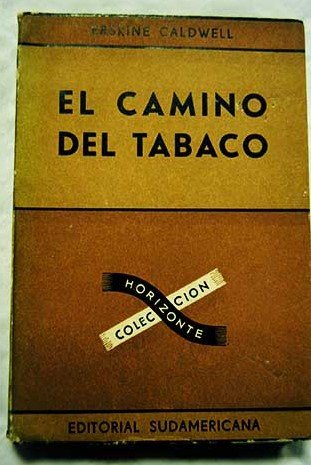 ERSKINE CALDWELL
EL CAMINO
DEL TABACO
COLECCION
HORIZONTE
EDITORIAL SUDAMERICANA